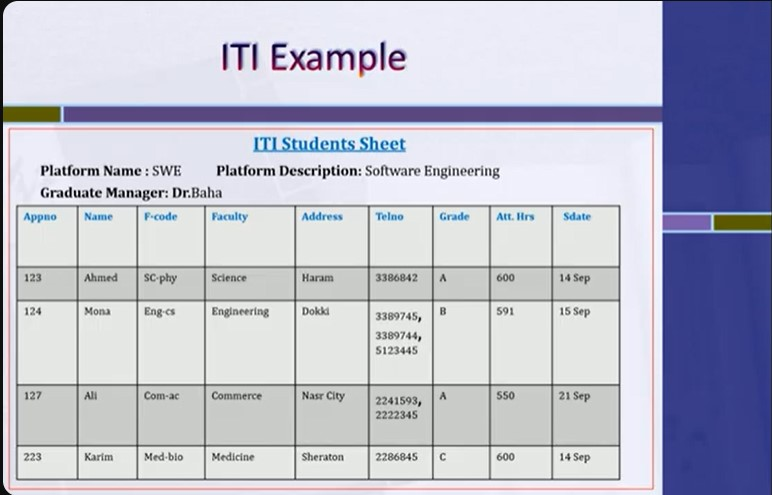 ITI Example
ITI Students Sheet
Platform Name : SWE Platform Description: Software Engineering
Graduate Manager: Dr.Baha
Appno Name F-code Faculty Address Telno Grade Att. Hrs Sdate
123 Ahmed SC-phy Science Haram 3386842 A 600 14 Sep
124 Mona Eng-cs Engineering Dokki 3389745, B 591 15 Sep
3389744,
5123445
127 Ali Com-ac Commerce Nasr City 2241593, A 550 21 Sep
2222345
223 Karim Med-bio Medicine Sheraton 2286845 C 600 14 Sep